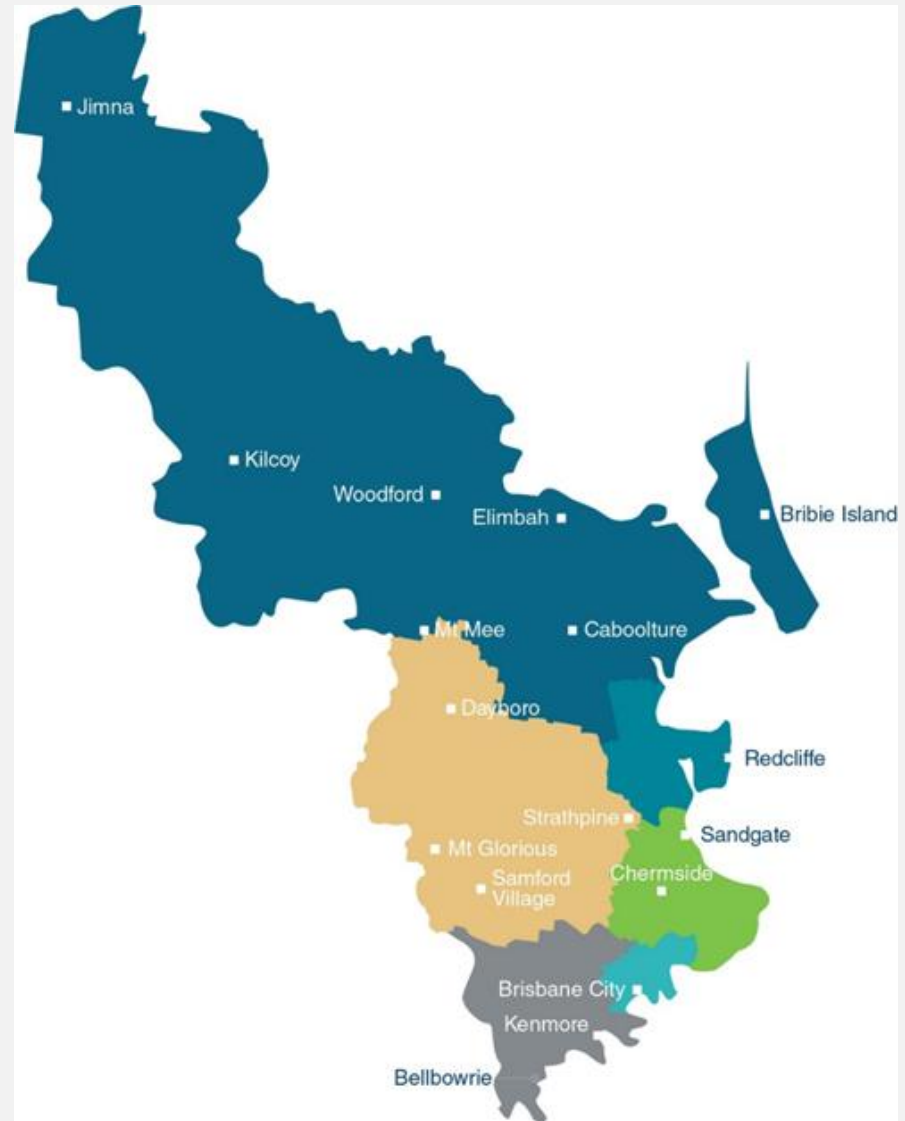 Jimna
Kilcoy
Woodford
Elimbah
Bribie Island
Mt Mee
Caboolture
Dayboro
Redcliffe
Strathpine
Sandgate
Mt Glorious
Chermside
Samford
Village
Brisbane City
Kenmore
Bellbowrie